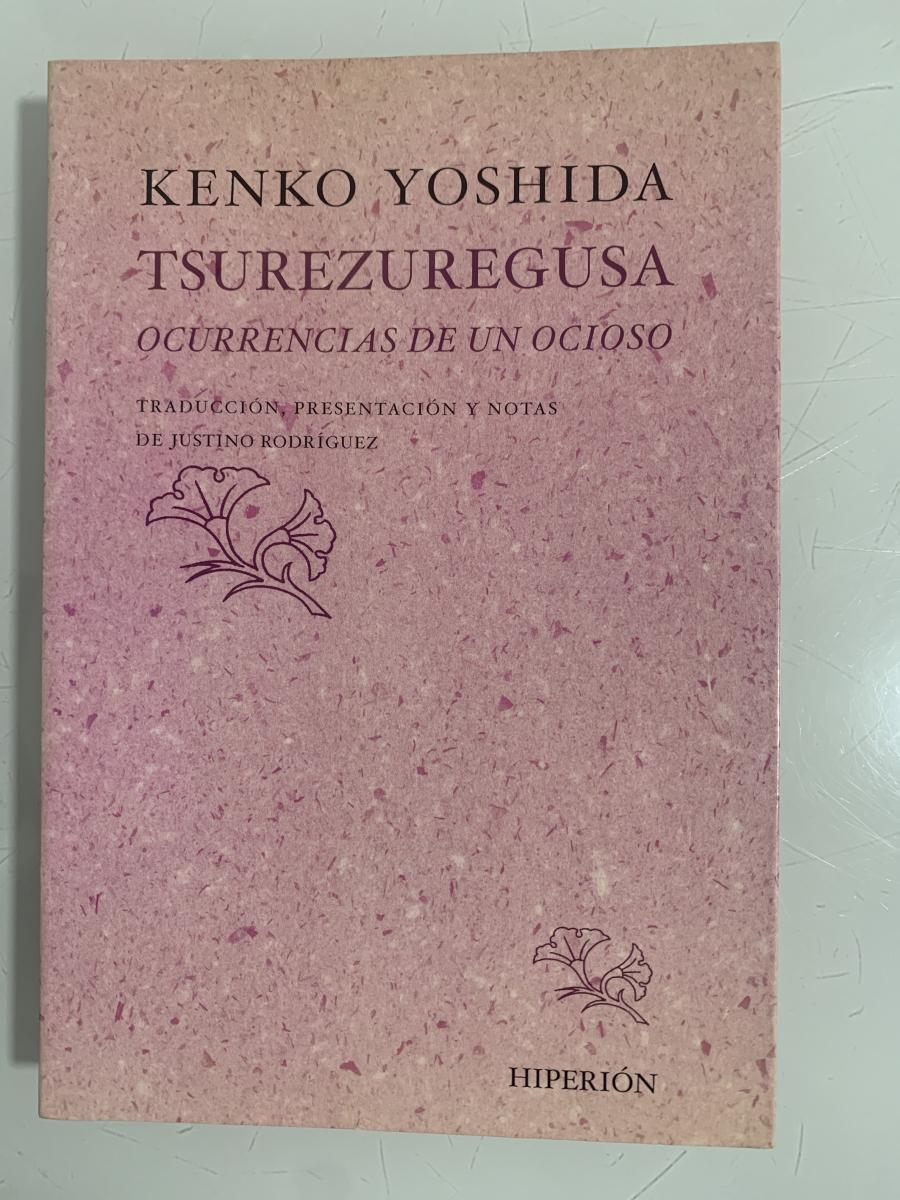 KENKO YOSHIDA
TSUREZUREGUSA
OCURRENCIAS DE UN OCIOSO
TRADUCCIÓN, PRESENTACIÓN Y NOTAS
DE JUSTINO RODRÍGUEZ
HIPERIÓN